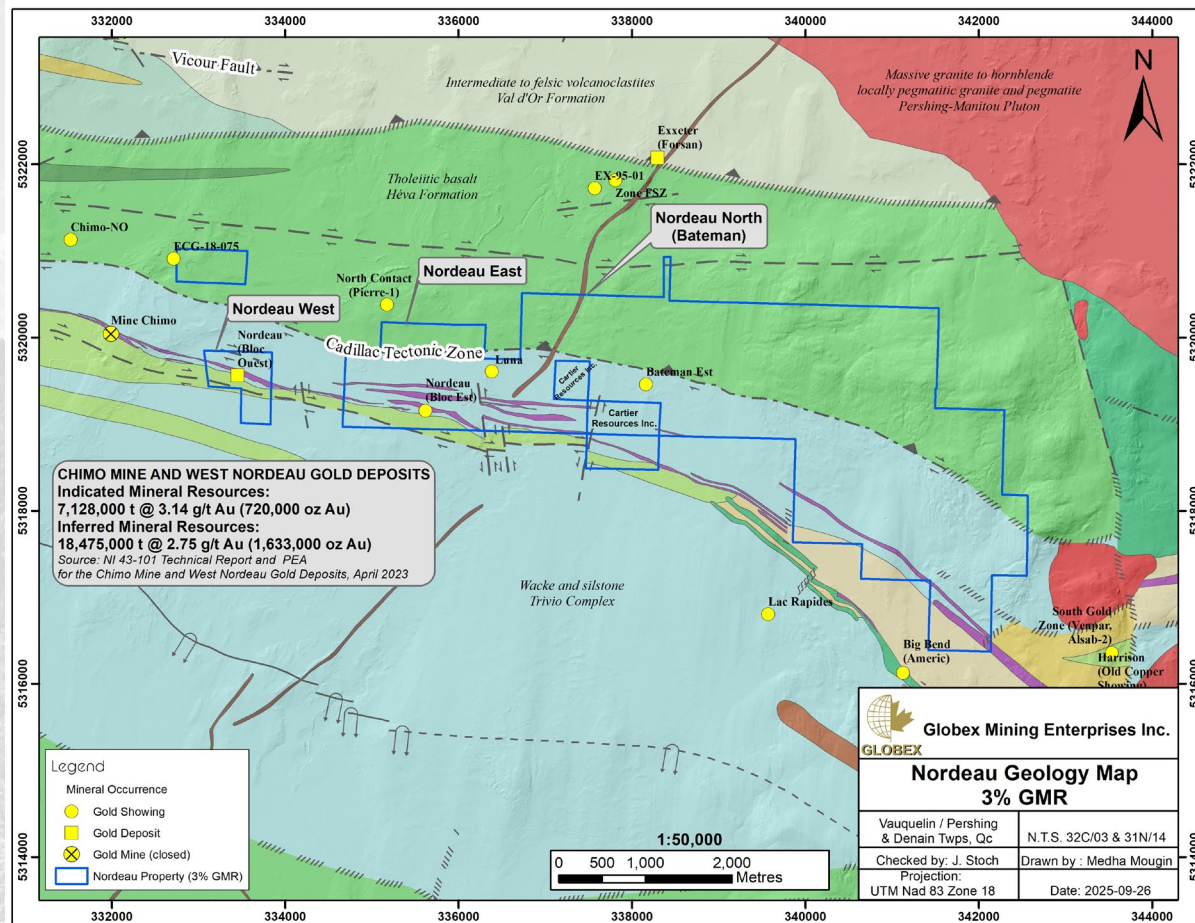 332000
334000
336000
338000
340000
342000
344000
Vicour Fault
Intermediate to felsic volcanoclastites
Val d'Or Formation
Massive granite to hornblende
locally pegmatitic granite and pegmatite
Pershing-Manitou Pluton
N
Exxeter
(Forsan)
5322000
5322000
EX-95-01
Zone FSZ
Tholeiitic basalt
Héva Formation
Chimo-NO
ECG-18-075
Nordeau North
(Bateman)
Nordeau East
North Contact
(Pierre-1)
Nordeau West
Mine Chimo
5320000
5320000
Nordeau
(Bloc
Ouest)
Cadillac Tectonic Zone
Luna
Cartier
Resources Inc.
Bateman Est
Nordeau
(Bloc Est)
Cartier
Resources Inc.
CHIMO MINE AND WEST NORDEAU GOLD DEPOSITS
Indicated Mineral Resources:
7,128,000 t @ 3.14 g/t Au (720,000 oz Au)
Inferred Mineral Resources:
18,475,000 t @ 2.75 g/t Au (1,633,000 oz Au)
Source: NI 43-101 Technical Report and PEA
for the Chimo Mine and West Nordeau Gold Deposits, April 2023
5318000
5318000
Wacke and silstone
Trivio Complex
Lac Rapides
South Gold
Zone (Venpar,
Alsab-2)
Big Bend
(Americ)
Harrison
(Old Copper
Showing)
5316000
5316000
GLOBEX
Globex Mining Enterprises Inc.
Nordeau Geology Map
3% GMR
Vauquelin / Pershing
& Denain Twps, Qc
N.T.S. 32C/03 & 31N/14
Checked by: J. Stoch
Drawn by : Medha Mougin
Projection:
UTM Nad 83 Zone 18
Date: 2025-09-26
Legend
Mineral Occurrence
Gold Showing
Gold Deposit
Gold Mine (closed)
Nordeau Property (3% GMR)
1:50,000
0 500 1,000 2,000
Metres
5314000
332000
334000
336000
338000
340000
342000
344000